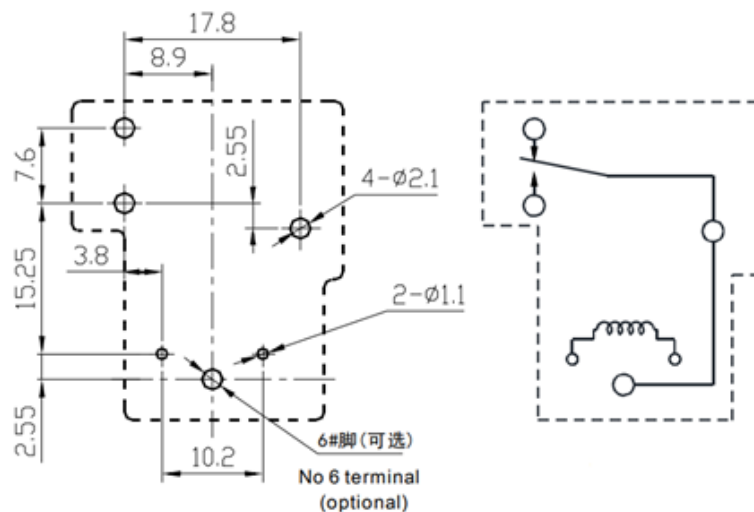 17.8
8.9
2.55
7.6
4-Ø2.1
3.8
15.25
2-Ø1.1
2.55
6#脚(可选)
10.2
No 6 terminal
(optional)